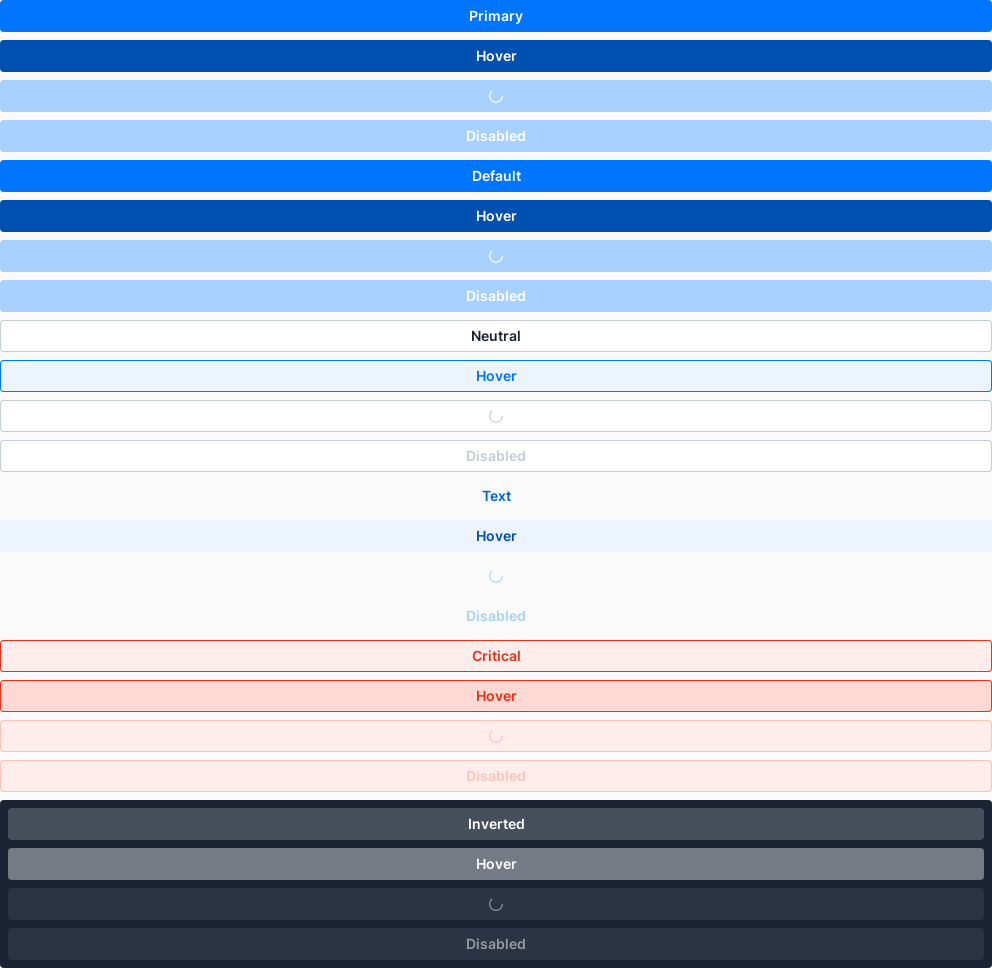 Primary
Hover
Disabled
Default
Hover
Disabled
Neutral
Hover
Disabled
Text
Hover
Disabled
Critical
Hover
Disabled
Inverted
Hover
Disabled